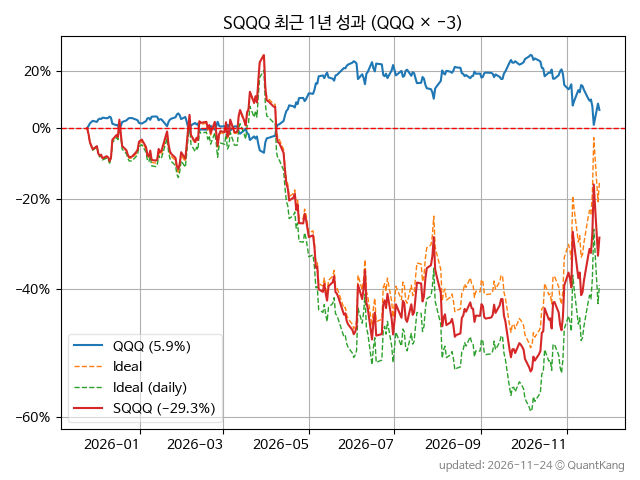 SQQQ 최근 1년 성과 (QQQ × −3)
20%
0%
−20%
−40%
−60%
QQQ (5.9%)
Ideal
Ideal (daily)
SQQQ (−29.3%)
2026−01
2026−03
2026−05
2026−07
2026−09
2026−11
updated: 2026−11−24 © QuantKang